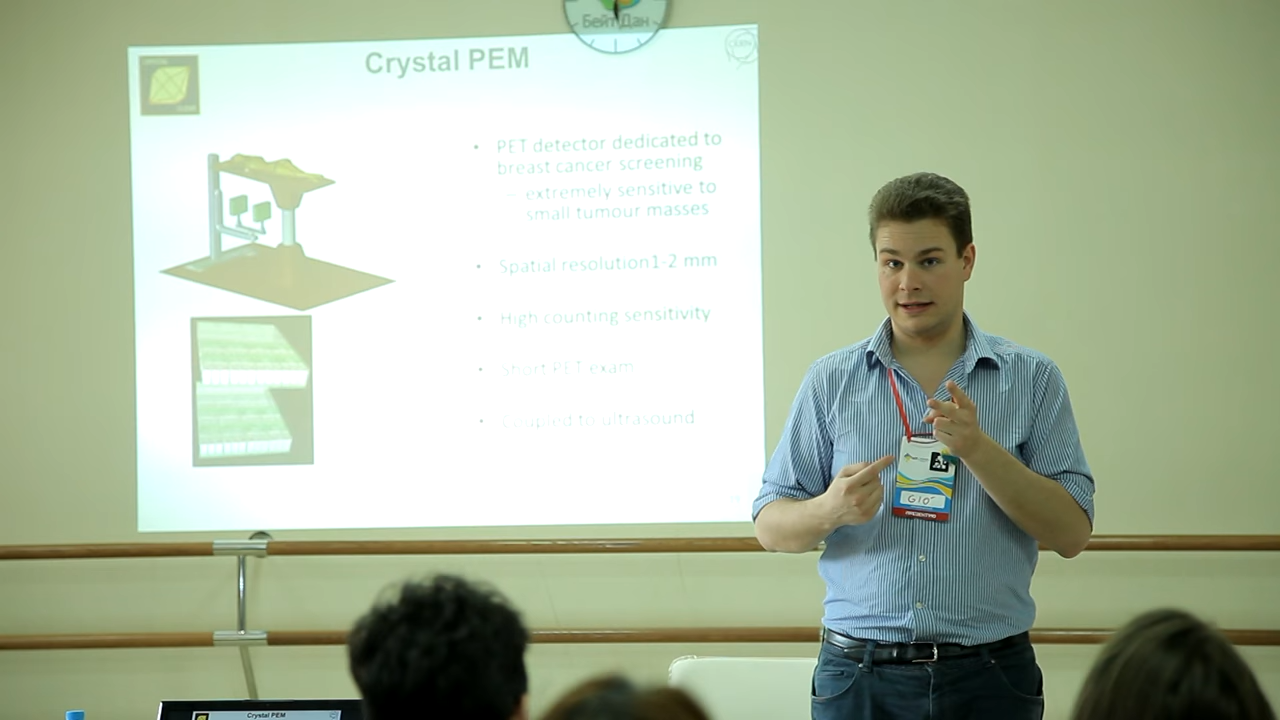 Бейт Дан
Crystal PEM
CERN
• PET detector dedicated to
breast cancer screening
– extremely sensitive to
small tumour masses
• Spatial resolution1-2 mm
• High counting sensitivity
• Short PET exam
• Coupled to ultrasound
GIO
Crystal PEM